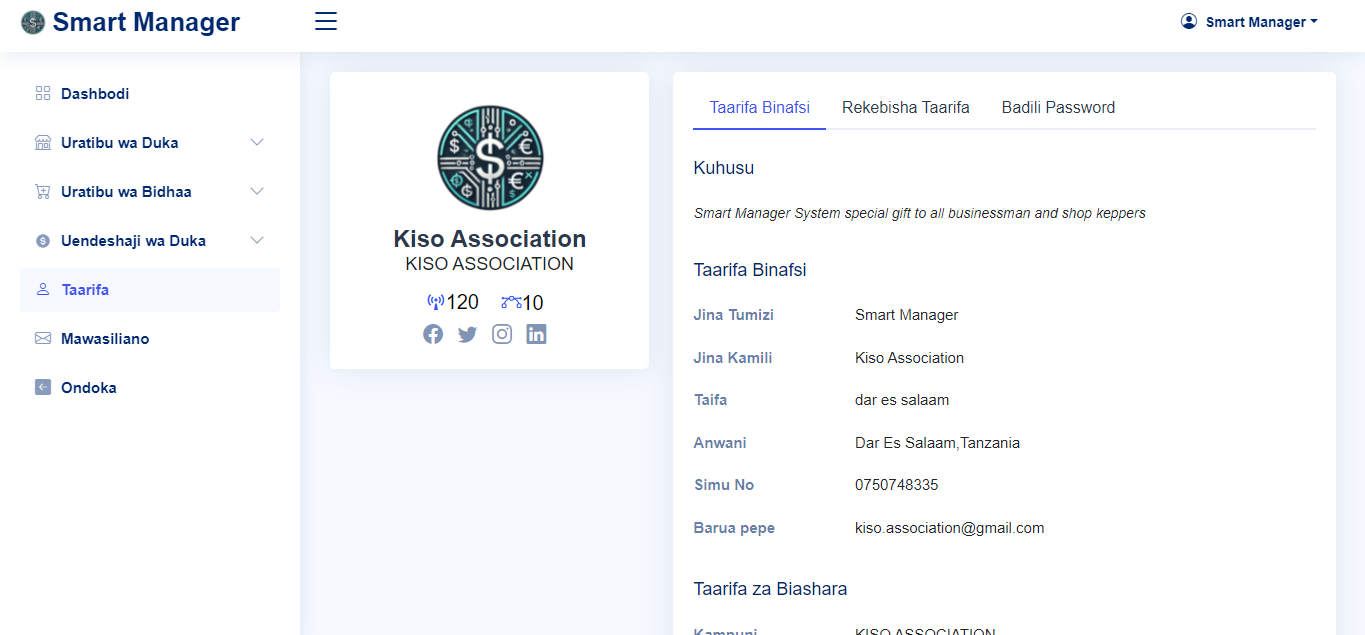 Smart Manager
Smart Manager
Dashbodi
Uratibu wa Duka
Uratibu wa Bidhaa
Uendeshaji wa Duka
Taarifa
Mawasiliano
Ondoka
Kiso Association
KISO ASSOCIATION
120 10
Taarifa Binafsi Rekebisha Taarifa Badili Password
Kuhusu
Smart Manager System special gift to all businessman and shop keppers
Taarifa Binafsi
Jina Tumizi Smart Manager
Jina Kamili Kiso Association
Taifa dar es salaam
Anwani Dar Es Salaam,Tanzania
Simu No 0750748335
Barua pepe kiso.association@gmail.com
Taarifa za Biashara
Kampuni KISO ASSOCIATION